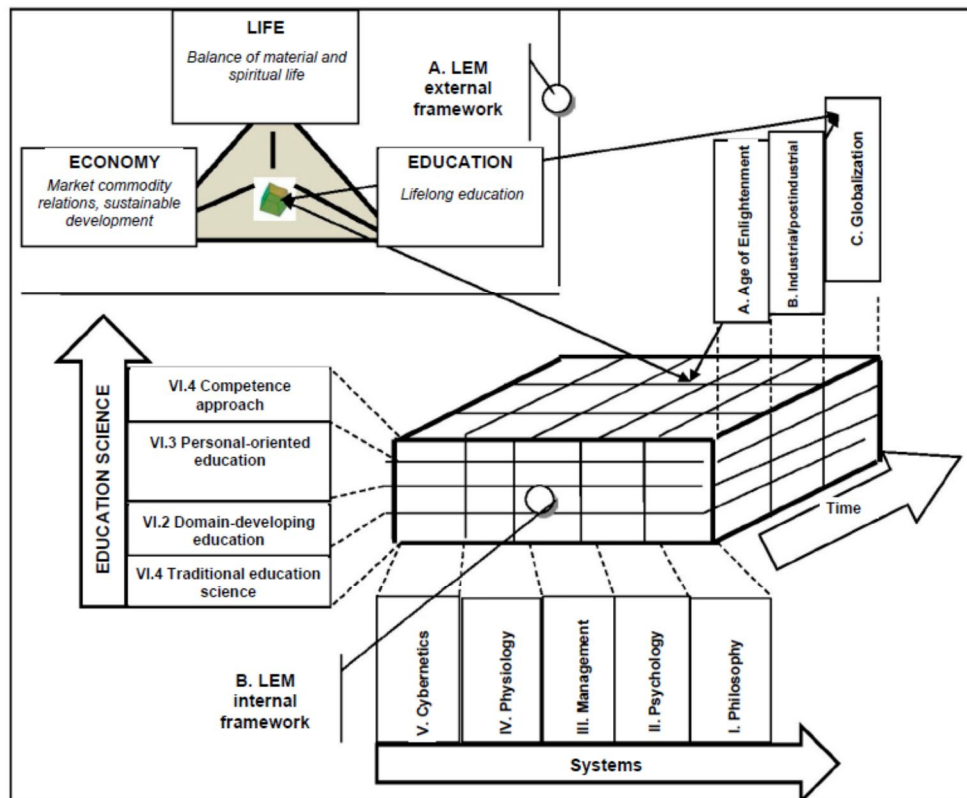 LIFE
Balance of material and
spiritual life
A. LEM
external
framework
ECONOMY
Market commodity
relations, sustainable
development
EDUCATION
Lifelong education
A. Age of Enlightenment
B. Industrial/postindustrial
C. Globalization
EDUCATION SCIENCE
VI.4 Competence
approach
VI.3 Personal-oriented
education
VI.2 Domain-developing
education
VI.4 Traditional education
science
Time
B. LEM
internal
framework
V. Cybernetics
IV. Physiology
III. Management
II. Psychology
I. Philosophy
Systems